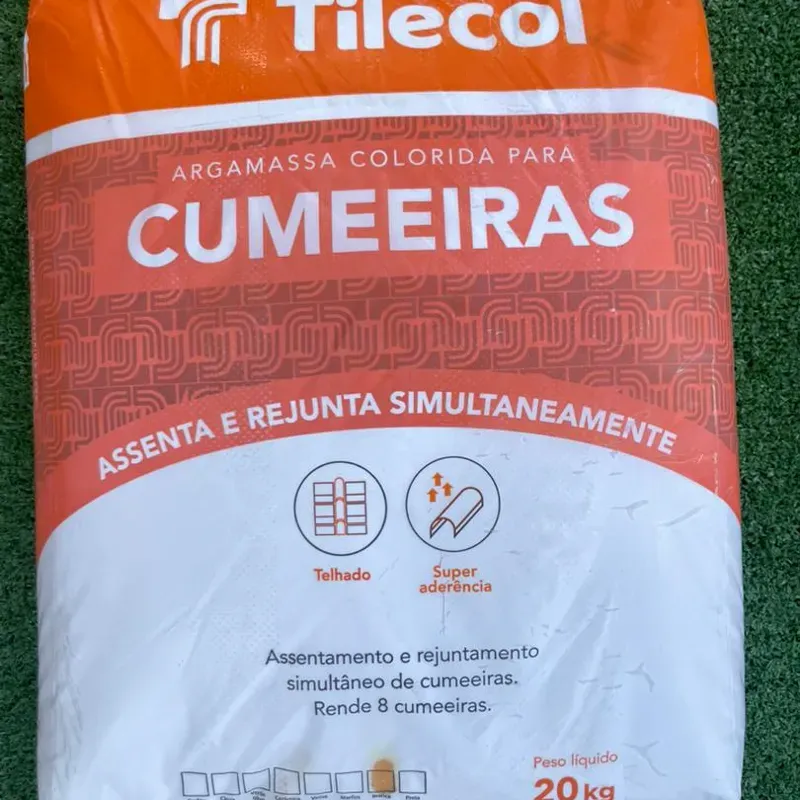 Tilecol
ARGAMASSA COLORIDA PARA
CUMEEIRAS
ASSENTA E REJUNTA SIMULTANEAMENTE
Telhado
Super
aderência
Assentamento e rejuntamento
simultâneo de cumeeiras.
Rende 8 cumeeiras.
Peso líquido
20kg